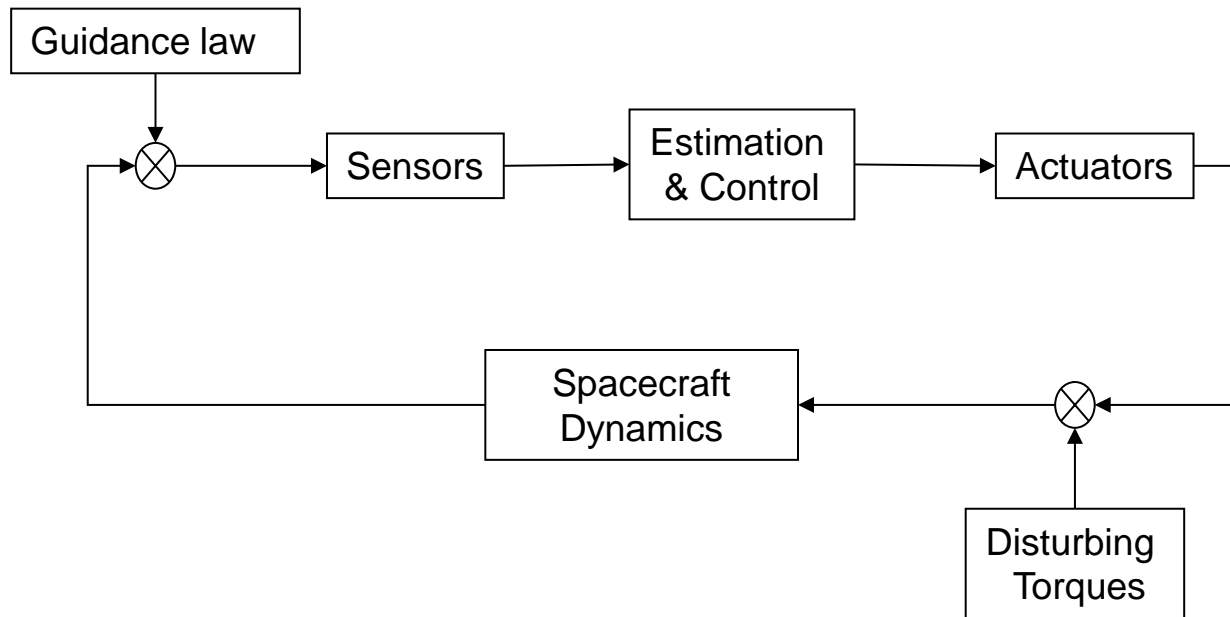 Guidance law
Sensors
Estimation
& Control
Actuators
Spacecraft
Dynamics
Disturbing
Torques